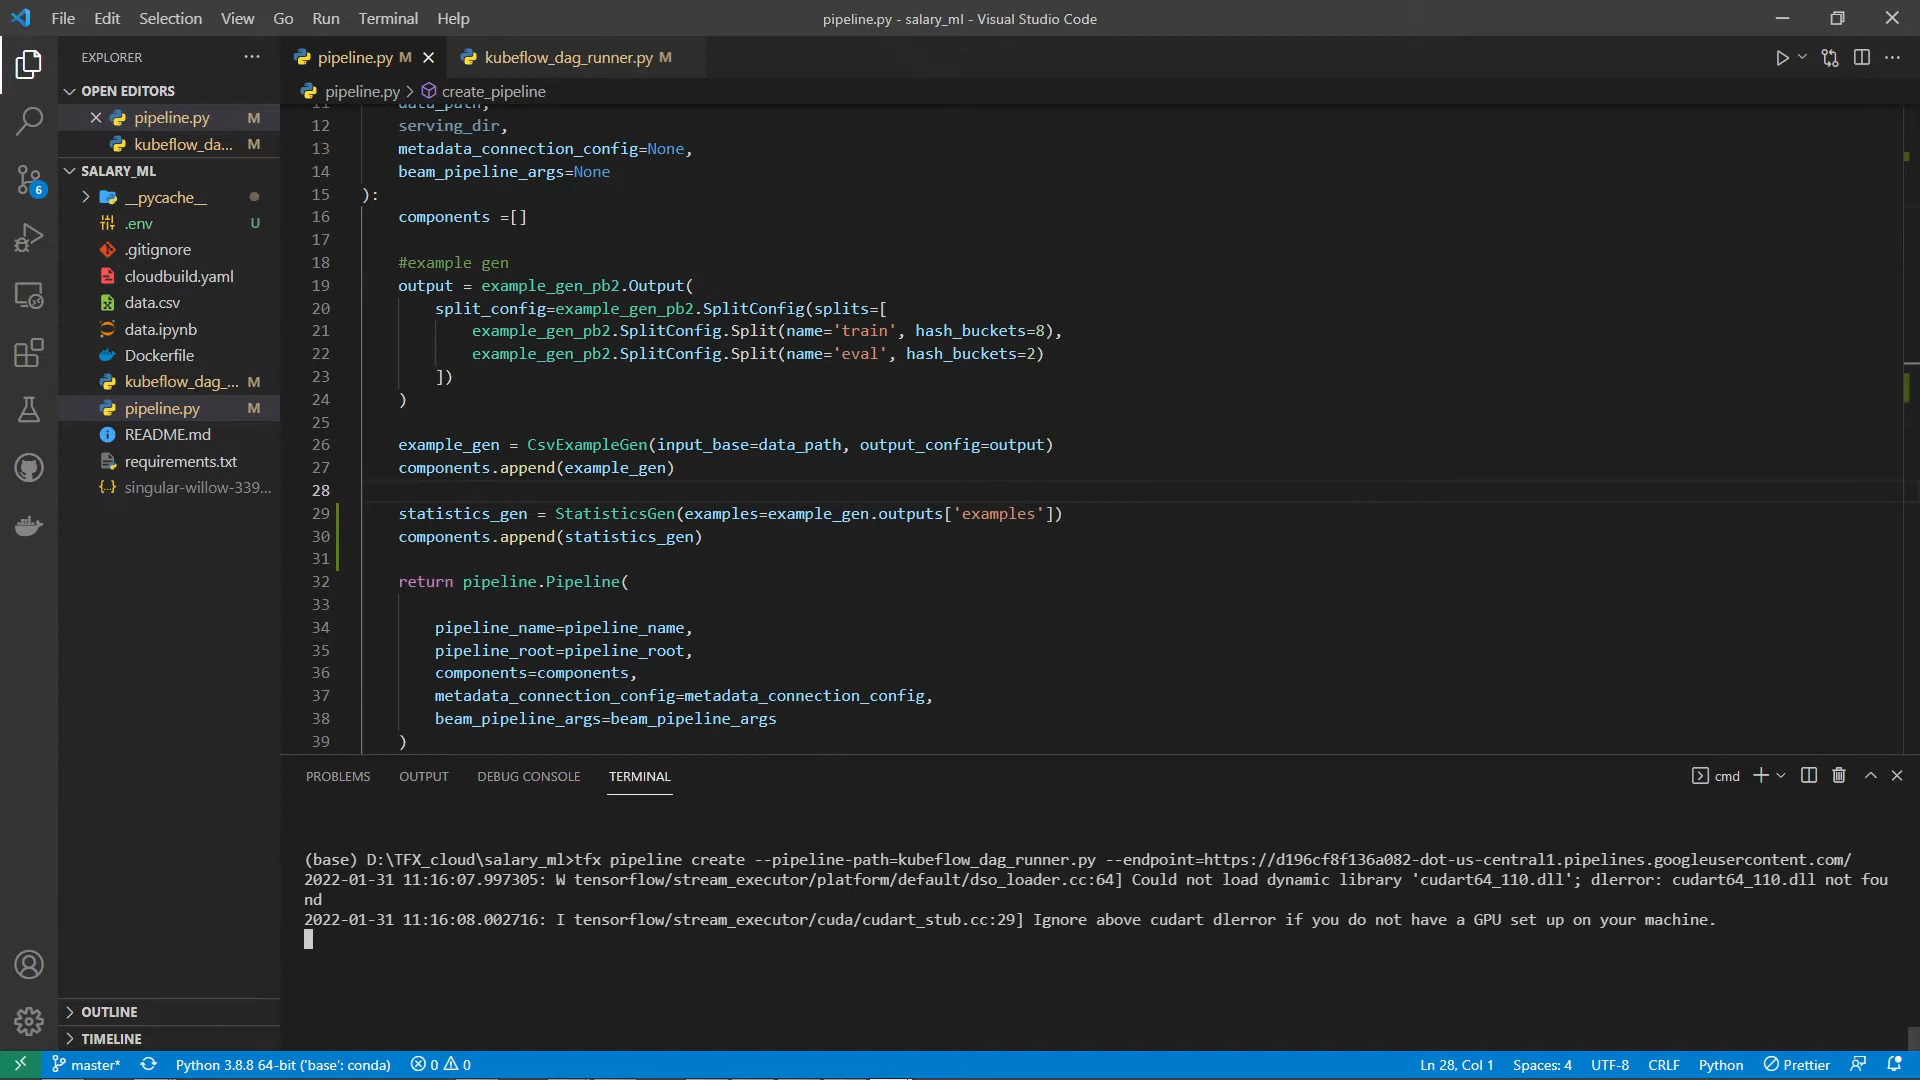 File Edit Selection View Go Run Terminal Help
pipeline.py - salary_ml - Visual Studio Code
EXPLORER
OPEN EDITORS
pipeline.py M
kubeflow_da... M
SALARY_ML
__pycache__
.env U
.gitignore
cloudbuild.yaml
data.csv
data.ipynb
Dockerfile
kubeflow_dag_... M
pipeline.py M
README.md
requirements.txt
singular-willow-339...
OUTLINE
TIMELINE
6
pipeline.py M
kubeflow_dag_runner.py M
pipeline.py > create_pipeline
11 data_path,
12 serving_dir,
13 metadata_connection_config=None,
14 beam_pipeline_args=None
15 ):
16 components =[]
17
18 #example gen
19 output = example_gen_pb2.Output(
20 split_config=example_gen_pb2.SplitConfig(splits=[
21 example_gen_pb2.SplitConfig.Split(name='train', hash_buckets=8),
22 example_gen_pb2.SplitConfig.Split(name='eval', hash_buckets=2)
23 ])
24 )
25
26 example_gen = CsvExampleGen(input_base=data_path, output_config=output)
27 components.append(example_gen)
28
29 statistics_gen = StatisticsGen(examples=example_gen.outputs['examples'])
30 components.append(statistics_gen)
31
32 return pipeline.Pipeline(
33
34 pipeline_name=pipeline_name,
35 pipeline_root=pipeline_root,
36 components=components,
37 metadata_connection_config=metadata_connection_config,
38 beam_pipeline_args=beam_pipeline_args
39 )
PROBLEMS OUTPUT DEBUG CONSOLE TERMINAL
cmd
(base) D:\TFX_cloud\salary_ml>tfx pipeline create --pipeline-path=kubeflow_dag_runner.py --endpoint=https://d196cf8f136a082-dot-us-central1.pipelines.googleusercontent.com/
2022-01-31 11:16:07.997305: W tensorflow/stream_executor/platform/default/dso_loader.cc:64] Could not load dynamic library 'cudart64_110.dll'; dlerror: cudart64_110.dll not fou
nd
2022-01-31 11:16:08.002716: I tensorflow/stream_executor/cuda/cudart_stub.cc:29] Ignore above cudart dlerror if you do not have a GPU set up on your machine.
master* Python 3.8.8 64-bit ('base': conda) 0 0 Ln 28, Col 1 Spaces: 4 UTF-8 CRLF Python Prettier